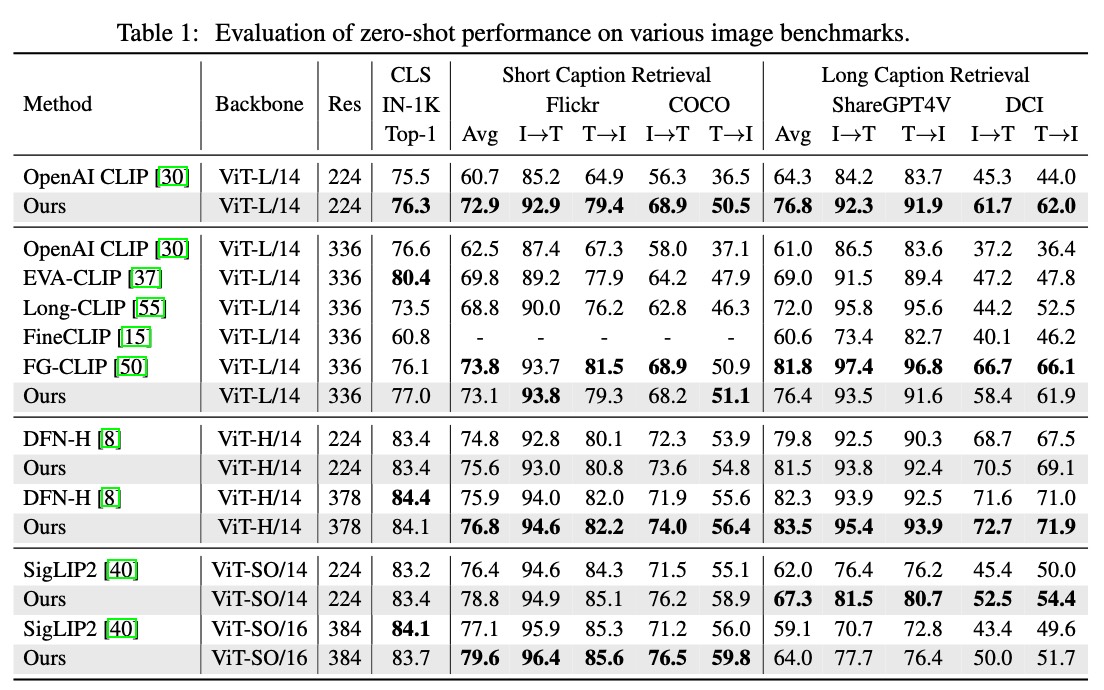 Table 1: Evaluation of zero-shot performance on various image benchmarks.
CLS Short Caption Retrieval Long Caption Retrieval
Method Backbone Res IN-1K Flickr COCO ShareGPT4V DCI
Top-1 Avg I→T T→I I→T T→I Avg I→T T→I I→T T→I
OpenAI CLIP [30] ViT-L/14 224 75.5 60.7 85.2 64.9 56.3 36.5 64.3 84.2 83.7 45.3 44.0
Ours ViT-L/14 224 76.3 72.9 92.9 79.4 68.9 50.5 76.8 92.3 91.9 61.7 62.0
OpenAI CLIP [30] ViT-L/14 336 76.6 62.5 87.4 67.3 58.0 37.1 61.0 86.5 83.6 37.2 36.4
EVA-CLIP [37] ViT-L/14 336 80.4 69.8 89.2 77.9 64.2 47.9 69.0 91.5 89.4 47.2 47.8
Long-CLIP [55] ViT-L/14 336 73.5 68.8 90.0 76.2 62.8 46.3 72.0 95.8 95.6 44.2 52.5
FineCLIP [15] ViT-L/14 336 60.8 - - - - - 60.6 73.4 82.7 40.1 46.2
FG-CLIP [50] ViT-L/14 336 76.1 73.8 93.7 81.5 68.9 50.9 81.8 97.4 96.8 66.7 66.1
Ours ViT-L/14 336 77.0 73.1 93.8 79.3 68.2 51.1 76.4 93.5 91.6 58.4 61.9
DFN-H [8] ViT-H/14 224 83.4 74.8 92.8 80.1 72.3 53.9 79.8 92.5 90.3 68.7 67.5
Ours ViT-H/14 224 83.4 75.6 93.0 80.8 73.6 54.8 81.5 93.8 92.4 70.5 69.1
DFN-H [8] ViT-H/14 378 84.4 75.9 94.0 82.0 71.9 55.6 82.3 93.9 92.5 71.6 71.0
Ours ViT-H/14 378 84.1 76.8 94.6 82.2 74.0 56.4 83.5 95.4 93.9 72.7 71.9
SigLIP2 [40] ViT-SO/14 224 83.2 76.4 94.6 84.3 71.5 55.1 62.0 76.4 76.2 45.4 50.0
Ours ViT-SO/14 224 83.4 78.8 94.9 85.1 76.2 58.9 67.3 81.5 80.7 52.5 54.4
SigLIP2 [40] ViT-SO/16 384 84.1 77.1 95.9 85.3 71.2 56.0 59.1 70.7 72.8 43.4 49.6
Ours ViT-SO/16 384 83.7 79.6 96.4 85.6 76.5 59.8 64.0 77.7 76.4 50.0 51.7